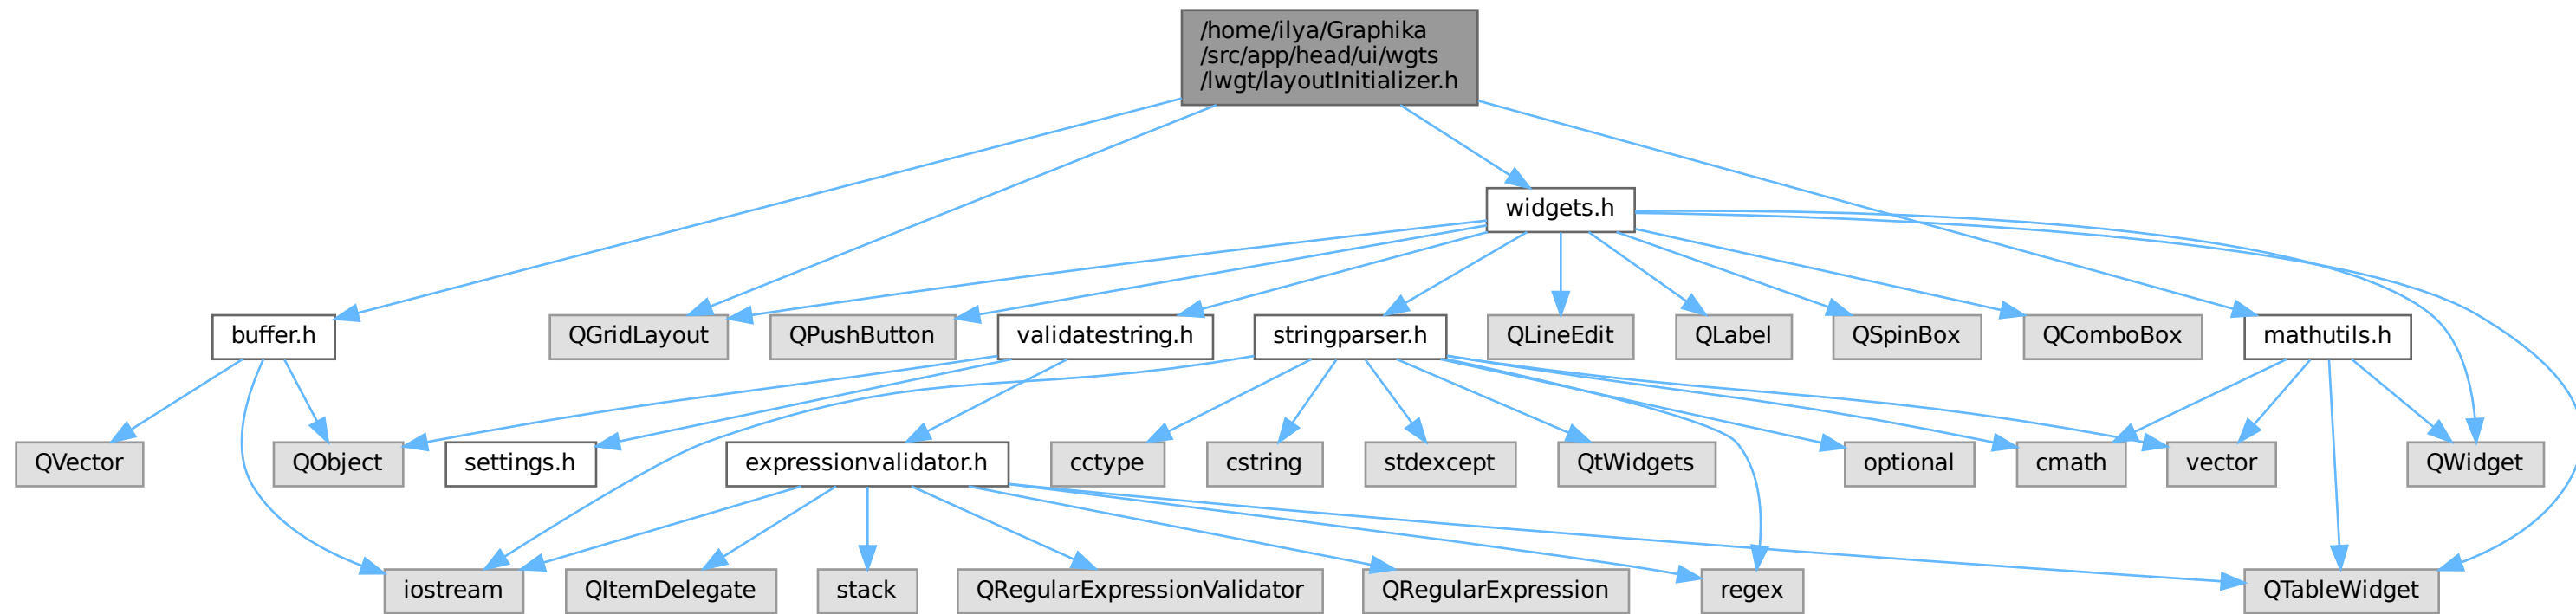 /home/ilya/Graphika
/src/app/head/ui/wgts
/lwgt/layoutInitializer.h
widgets.h
buffer.h
QGridLayout
QPushButton
validatestring.h
stringparser.h
QLineEdit
QLabel
QSpinBox
QComboBox
mathutils.h
QVector
QObject
settings.h
expressionvalidator.h
cctype
cstring
stdexcept
QtWidgets
optional
cmath
vector
QWidget
iostream
QItemDelegate
stack
QRegularExpressionValidator
QRegularExpression
regex
QTableWidget